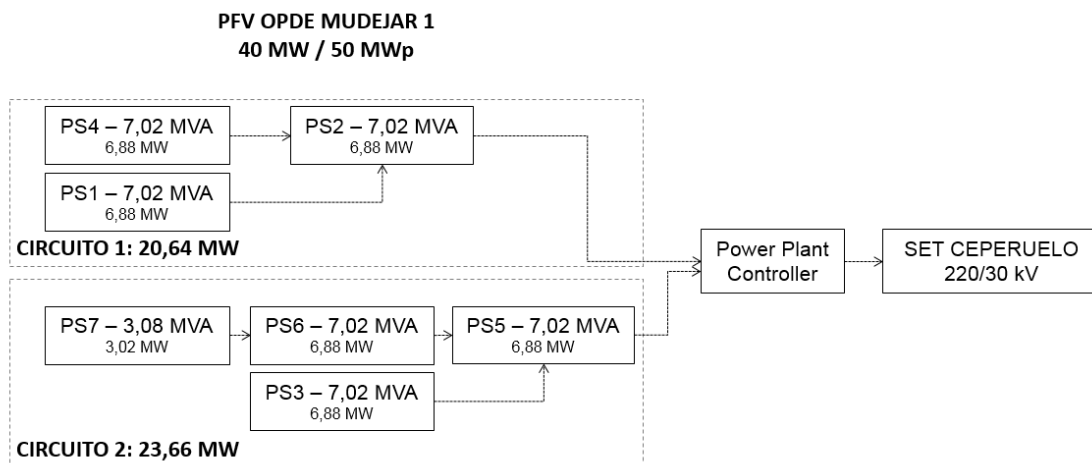 PFV OPDE MUDEJAR 1
40 MW / 50 MWp
PS4 – 7,02 MVA
6,88 MW
PS2 – 7,02 MVA
6,88 MW
PS1 – 7,02 MVA
6,88 MW
CIRCUITO 1: 20,64 MW
Power Plant
Controller
SET CEPERUELO
220/30 kV
PS7 – 3,08 MVA
3,02 MW
PS6 – 7,02 MVA
6,88 MW
PS5 – 7,02 MVA
6,88 MW
PS3 – 7,02 MVA
6,88 MW
CIRCUITO 2: 23,66 MW